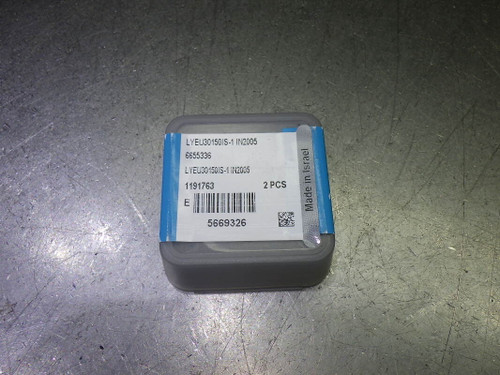 LYEU30150IS-1 IN2005
6655336
LYEU30150IS-1 IN2005
1191763 2 PCS
E
5669326
Made in Israel